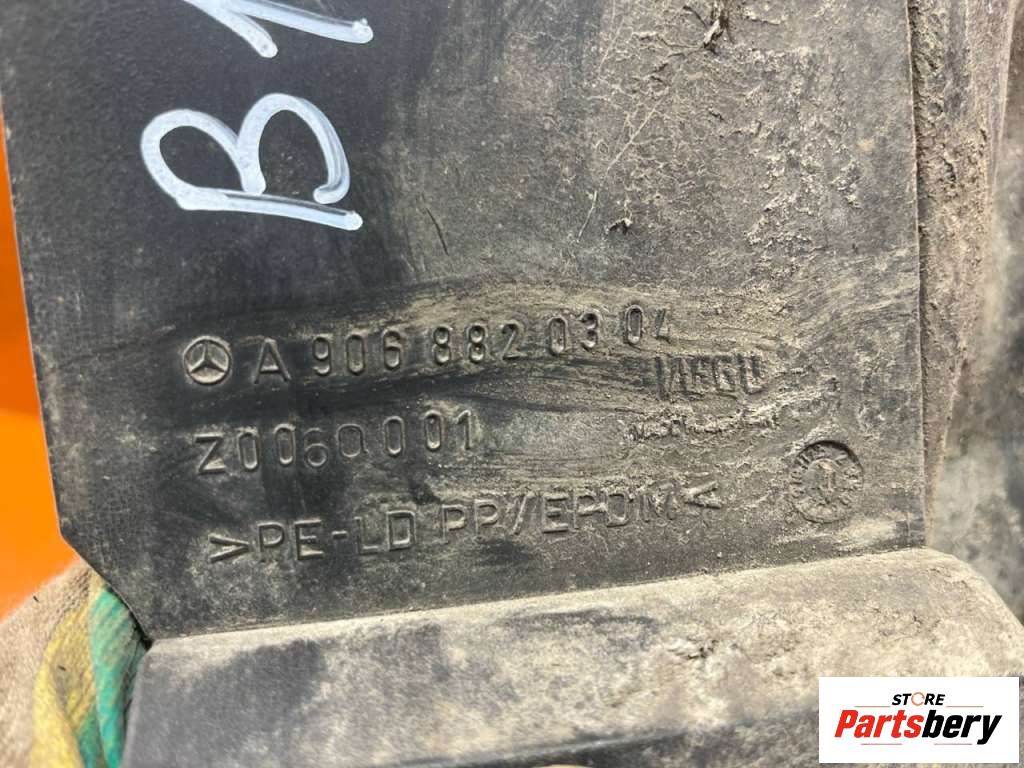 B1
A 906 882 03 04
Z0060001
>PE-LD PP/EPDM<
STORE
Partsbery